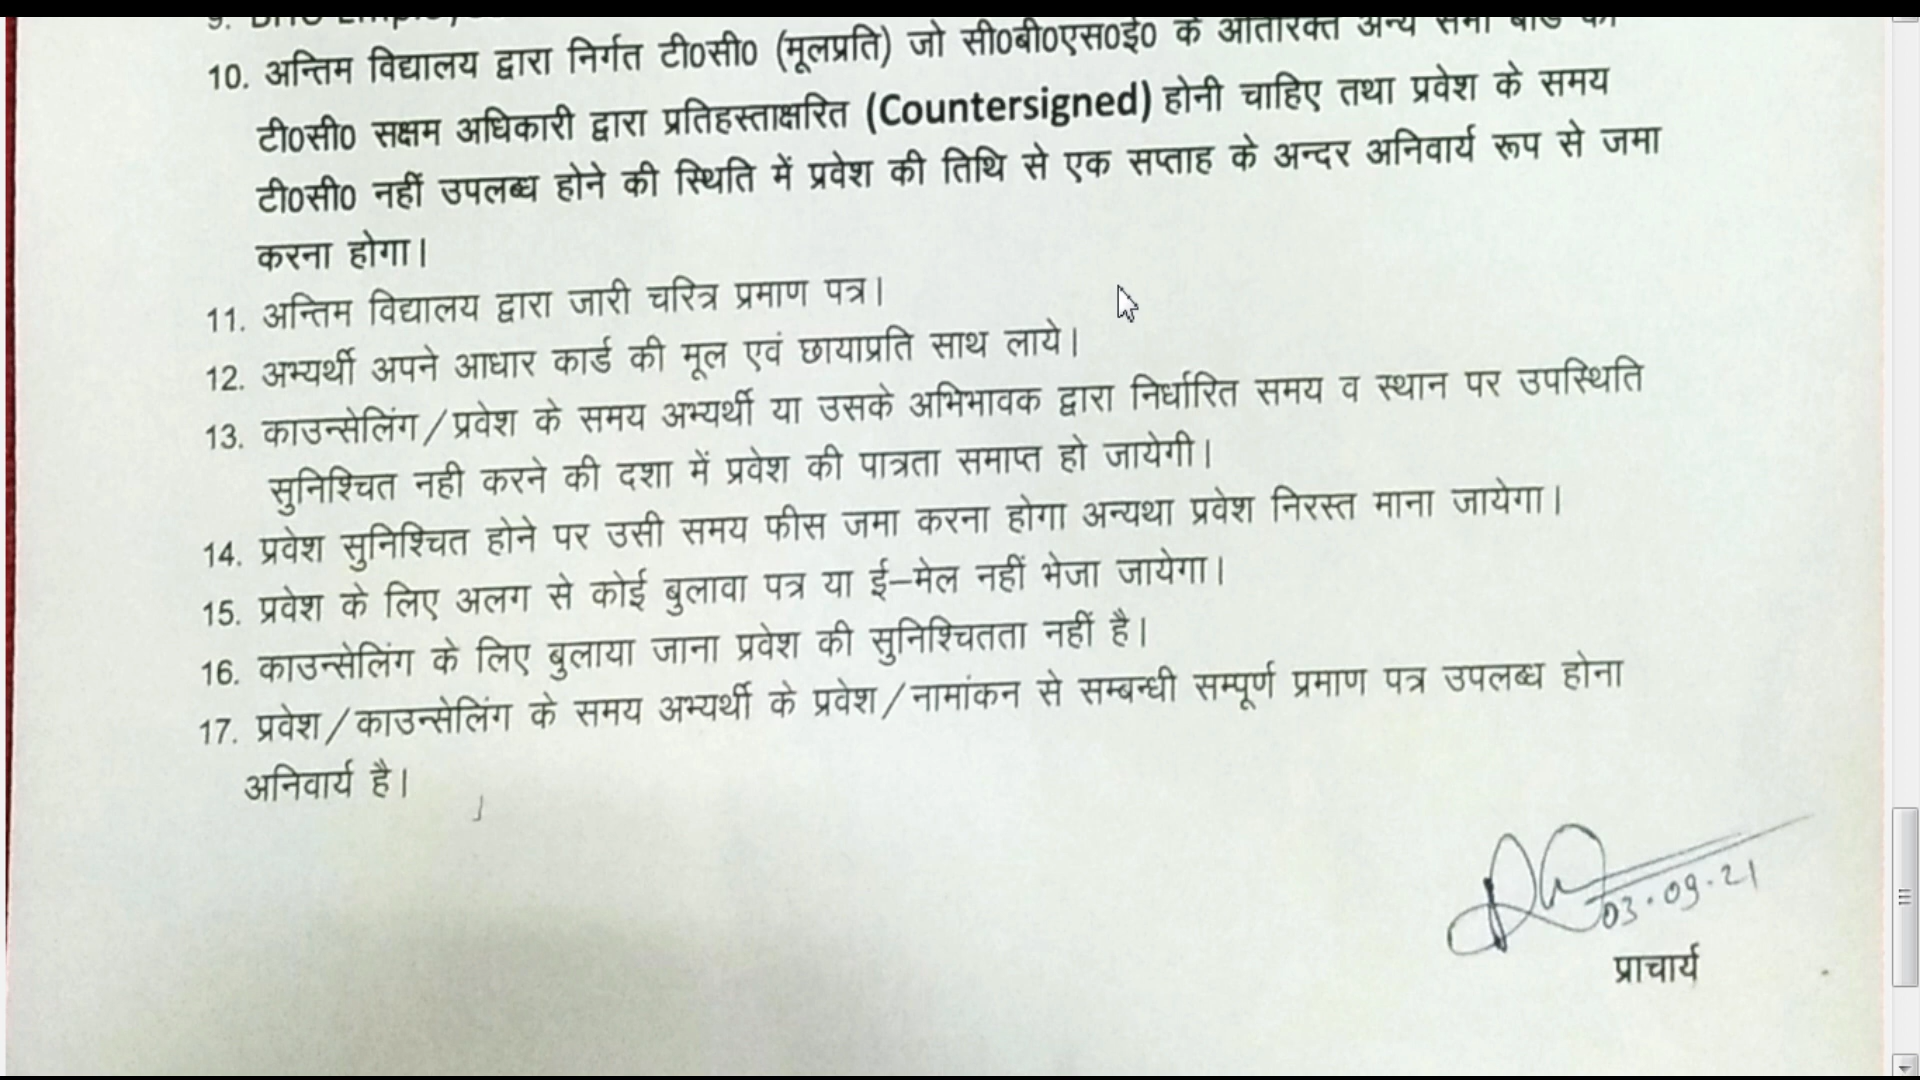 9. BHU Employ
10. अन्तिम विद्यालय द्वारा निर्गत टी0सी0 (मूलप्रति) जो सी0बी0एस0ई0 के अतिरिक्त अन्य सभी बोर्ड की
टी0सी0 सक्षम अधिकारी द्वारा प्रतिहस्ताक्षरित (Countersigned) होनी चाहिए तथा प्रवेश के समय
टी0सी0 नहीं उपलब्ध होने की स्थिति में प्रवेश की तिथि से एक सप्ताह के अन्दर अनिवार्य रूप से जमा
करना होगा।
11. अन्तिम विद्यालय द्वारा जारी चरित्र प्रमाण पत्र।
12. अभ्यर्थी अपने आधार कार्ड की मूल एवं छायाप्रति साथ लाये।
13. काउन्सेलिंग/प्रवेश के समय अभ्यर्थी या उसके अभिभावक द्वारा निर्धारित समय व स्थान पर उपस्थिति
सुनिश्चित नही करने की दशा में प्रवेश की पात्रता समाप्त हो जायेगी।
14. प्रवेश सुनिश्चित होने पर उसी समय फीस जमा करना होगा अन्यथा प्रवेश निरस्त माना जायेगा।
15. प्रवेश के लिए अलग से कोई बुलावा पत्र या ई–मेल नहीं भेजा जायेगा।
16. काउन्सेलिंग के लिए बुलाया जाना प्रवेश की सुनिश्चितता नहीं है।
17. प्रवेश/काउन्सेलिंग के समय अभ्यर्थी के प्रवेश/नामांकन से सम्बन्धी सम्पूर्ण प्रमाण पत्र उपलब्ध होना
अनिवार्य है।
03.09.21
प्राचार्य